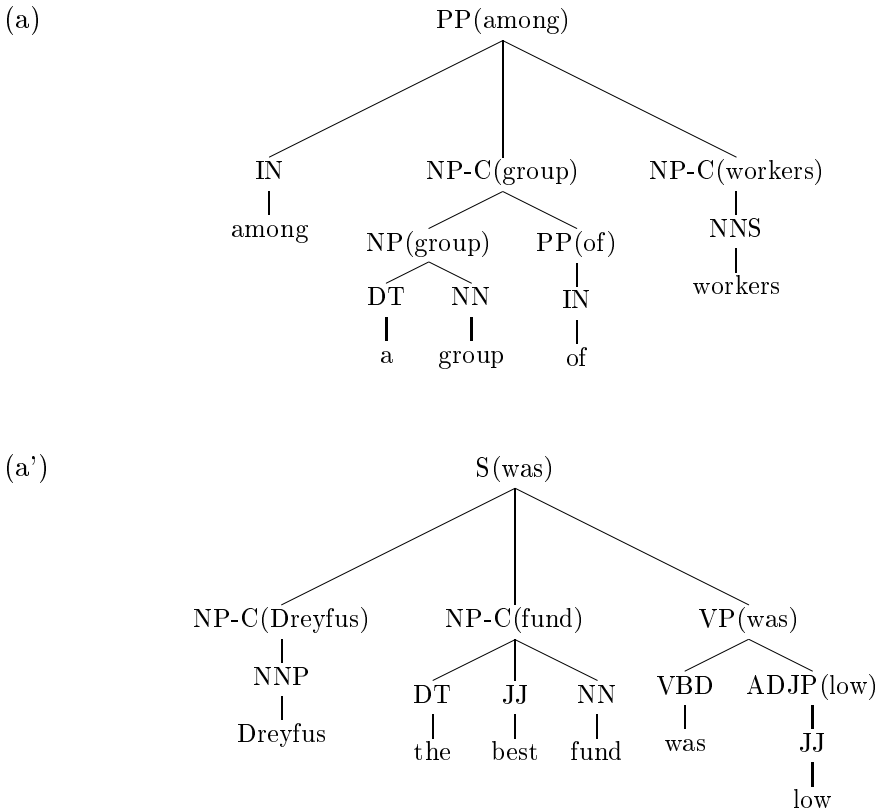 (a) PP(among)
IN NP-C(group) NP-C(workers)
among NP(group) PP(of) NNS
DT NN IN workers
a group of
(a') S(was)
NP-C(Dreyfus) NP-C(fund) VP(was)
NNP DT JJ NN VBD ADJP(low)
Dreyfus the best fund was JJ
low